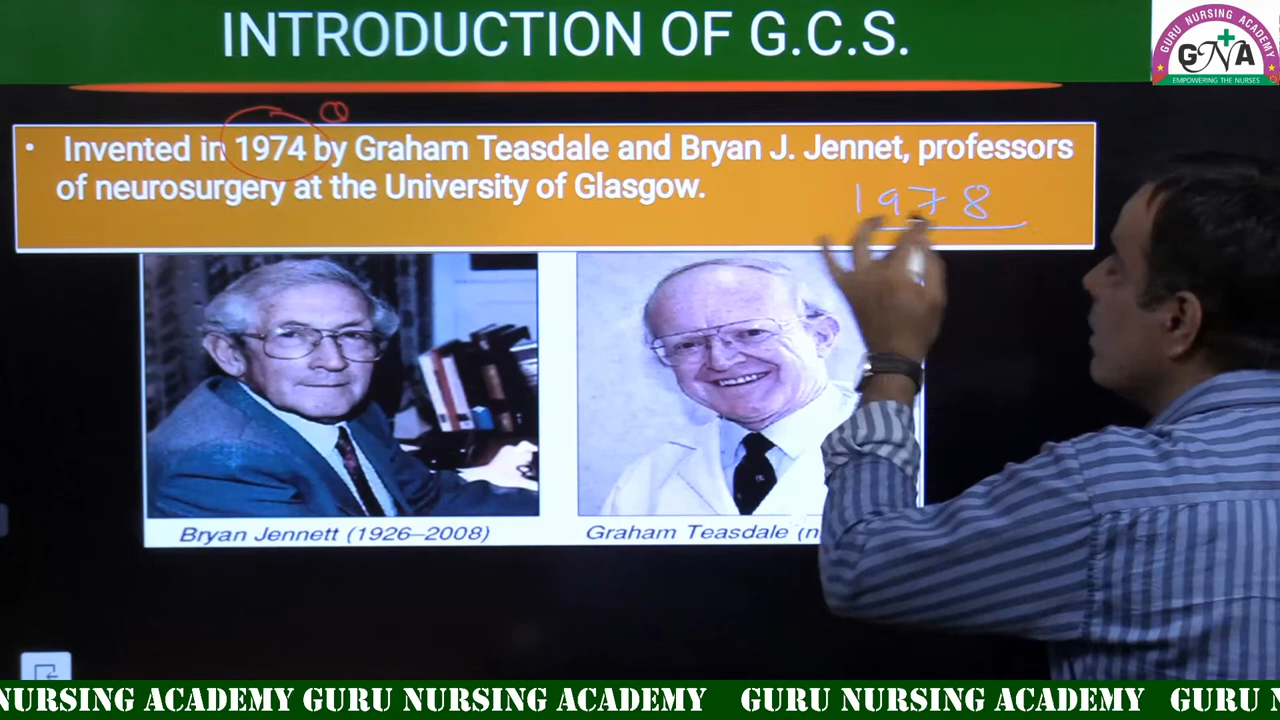 INTRODUCTION OF G.C.S.
GURU NURSING ACADEMY
GNA
EMPOWERING THE NURSES
• Invented in 1974 by Graham Teasdale and Bryan J. Jennet, professors
of neurosurgery at the University of Glasgow.
1978
Bryan Jennett (1926–2008)
Graham Teasdale (n
NURSING ACADEMY GURU NURSING ACADEMY GURU NURSING ACADEMY GURU N